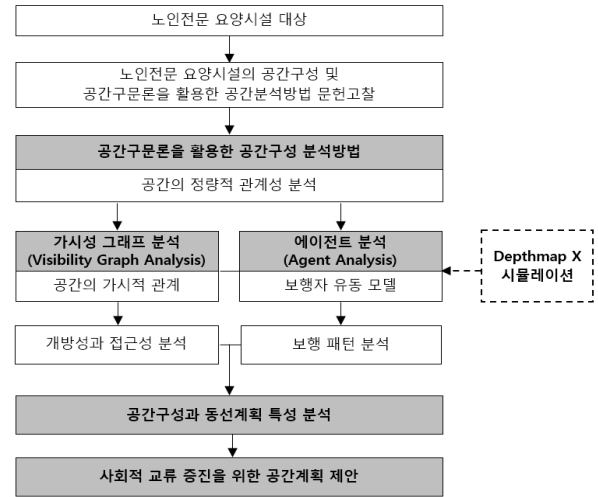 노인전문 요양시설 대상
노인전문 요양시설의 공간구성 및
공간구문론을 활용한 공간분석방법 문헌고찰
공간구문론을 활용한 공간구성 분석방법
공간의 정량적 관계성 분석
가시성 그래프 분석
(Visibility Graph Analysis)
공간의 가시적 관계
에이전트 분석
(Agent Analysis)
보행자 유동 모델
Depthmap X
시뮬레이션
개방성과 접근성 분석
보행 패턴 분석
공간구성과 동선계획 특성 분석
사회적 교류 증진을 위한 공간계획 제안